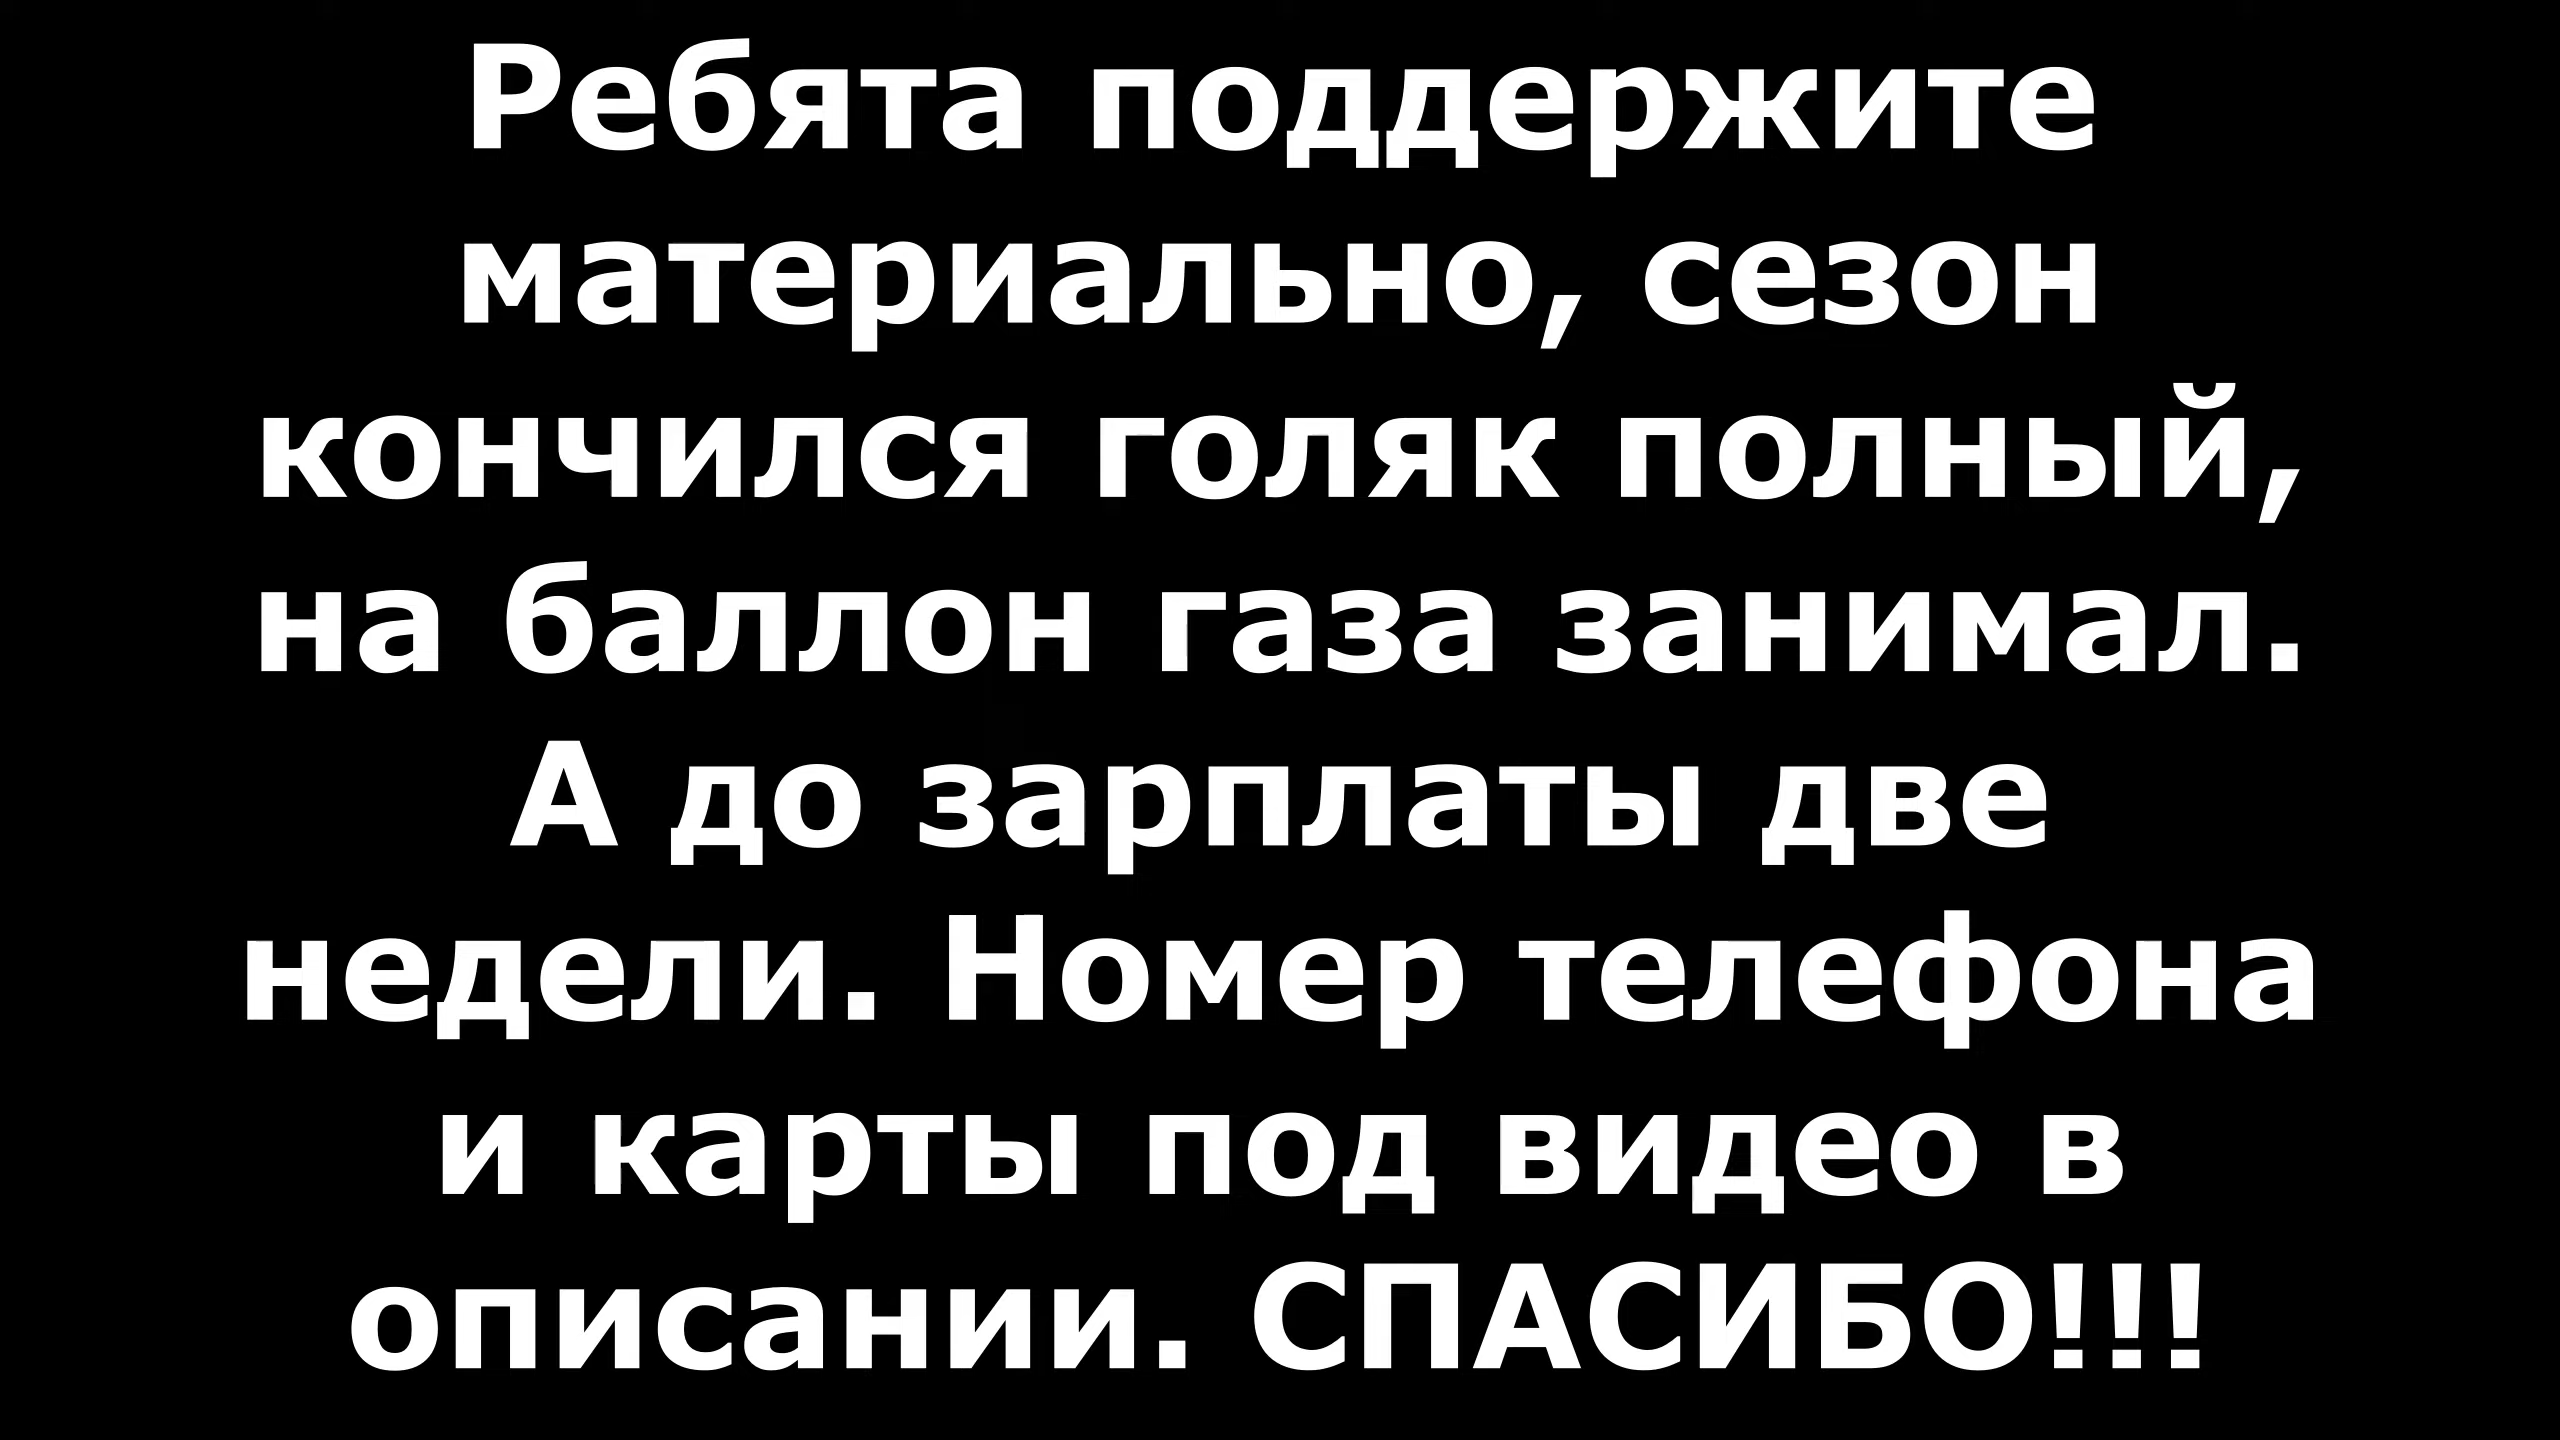 Ребята поддержите
материально, сезон
кончился голяк полный,
на баллон газа занимал.
А до зарплаты две
недели. Номер телефона
и карты под видео в
описании. СПАСИБО!!!